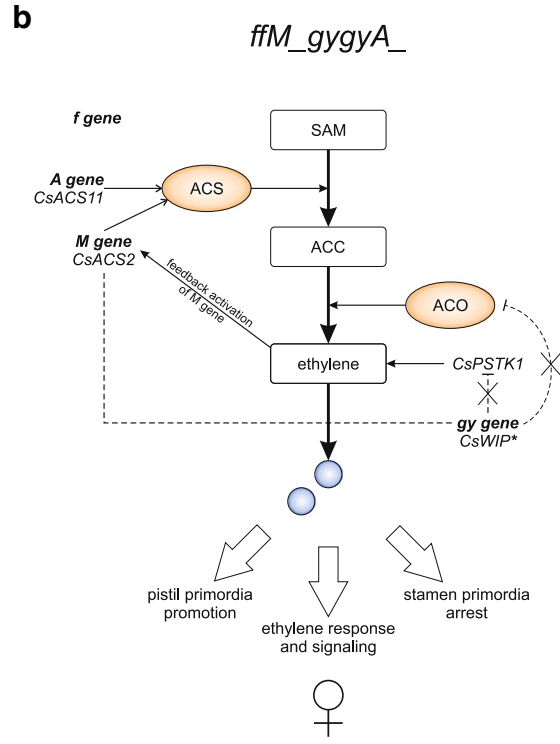 b
ffM_gygyA_
f gene
SAM
A gene
CsACS11
ACS
M gene
CsACS2
ACC
feedback activation
of M gene
ACO
ethylene
CsPSTK1
gy gene
CsWIP*
pistil primordia
promotion
stamen primordia
arrest
ethylene response
and signaling